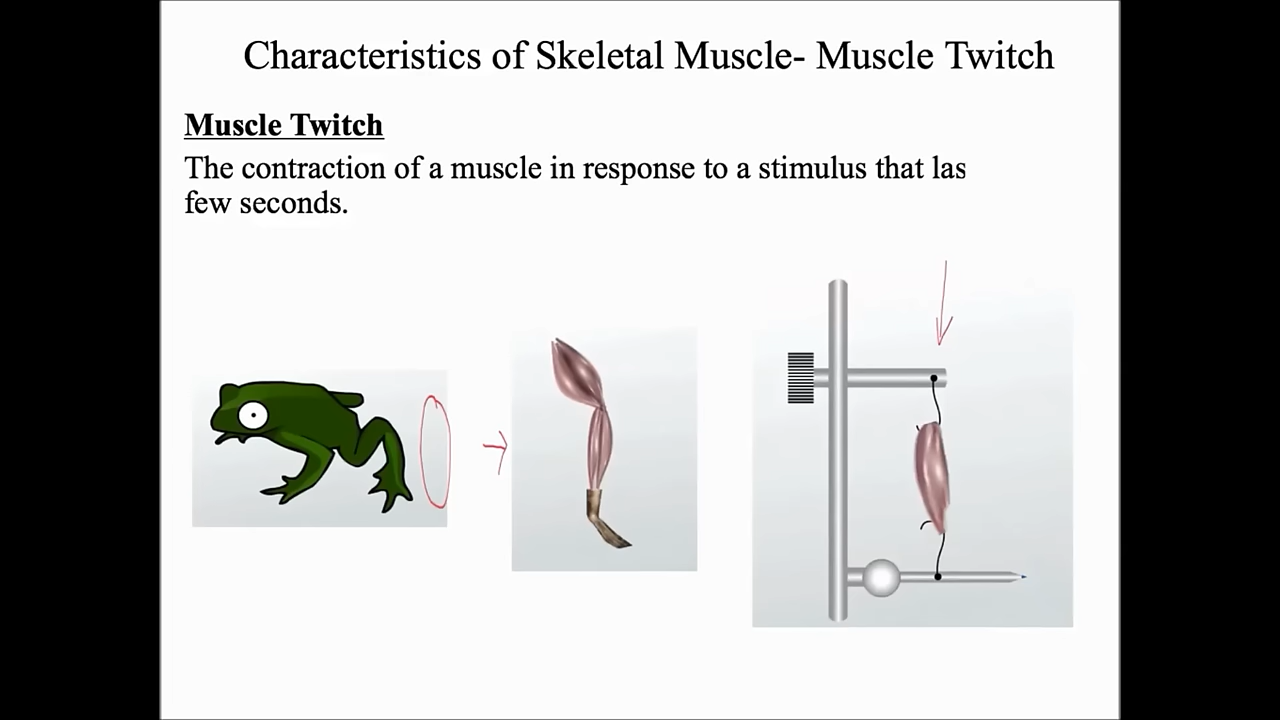 Characteristics of Skeletal Muscle- Muscle Twitch
Muscle Twitch
The contraction of a muscle in response to a stimulus that las
few seconds.